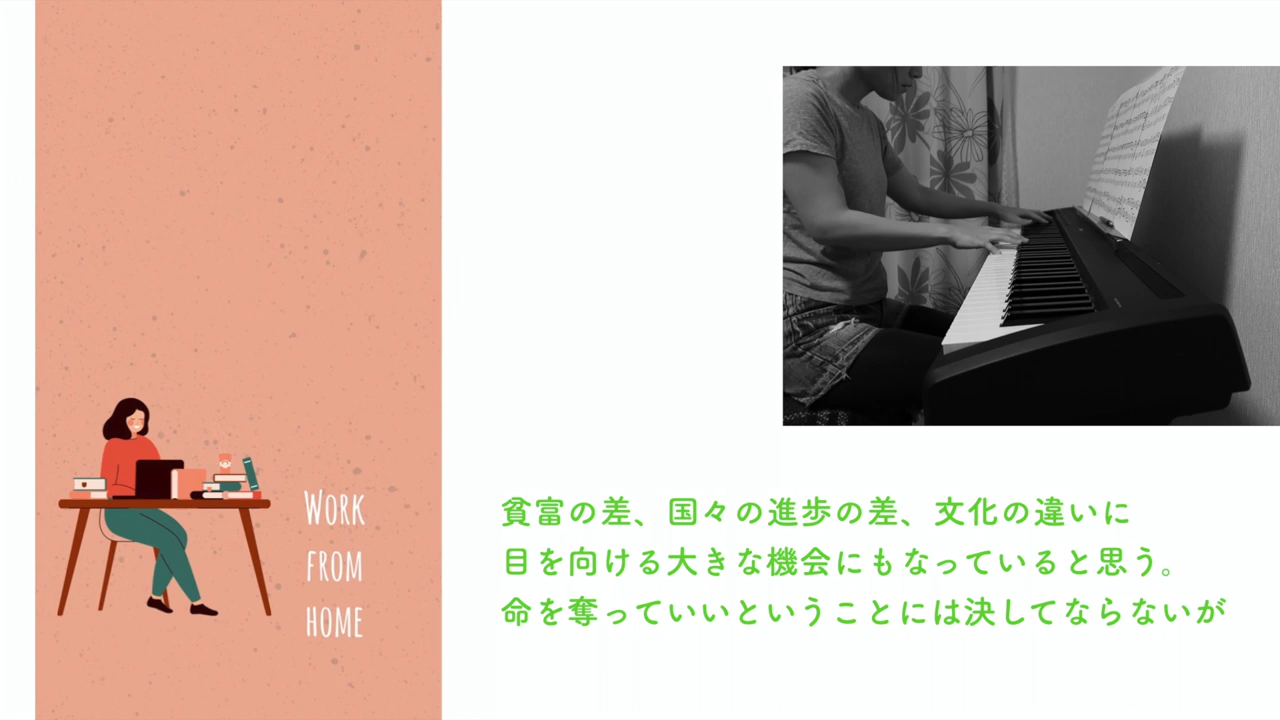 WORK
FROM
HOME
貧富の差、国々の進歩の差、文化の違いに
目を向ける大きな機会にもなっていると思う。
命を奪っていいということには決してならないが